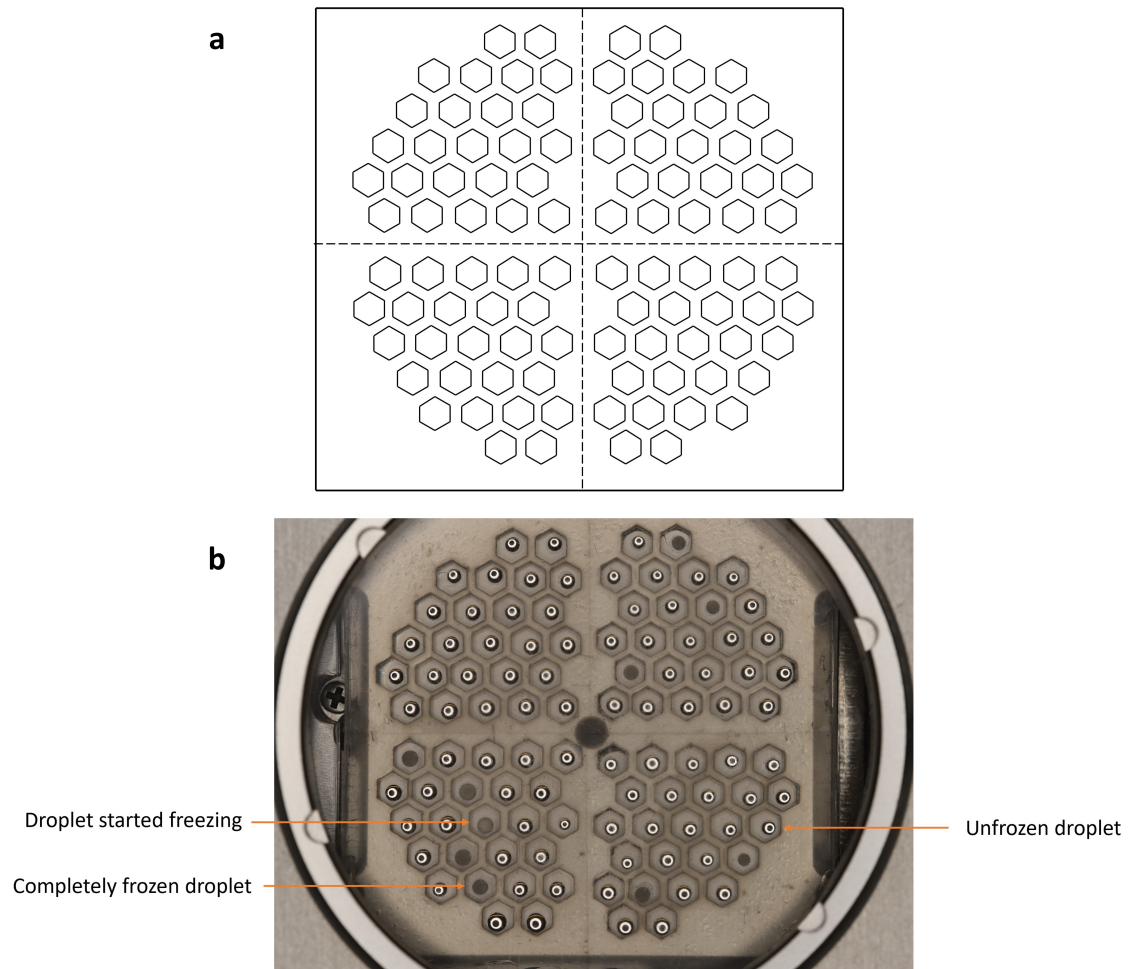 a
b
Droplet started freezing
Unfrozen droplet
Completely frozen droplet